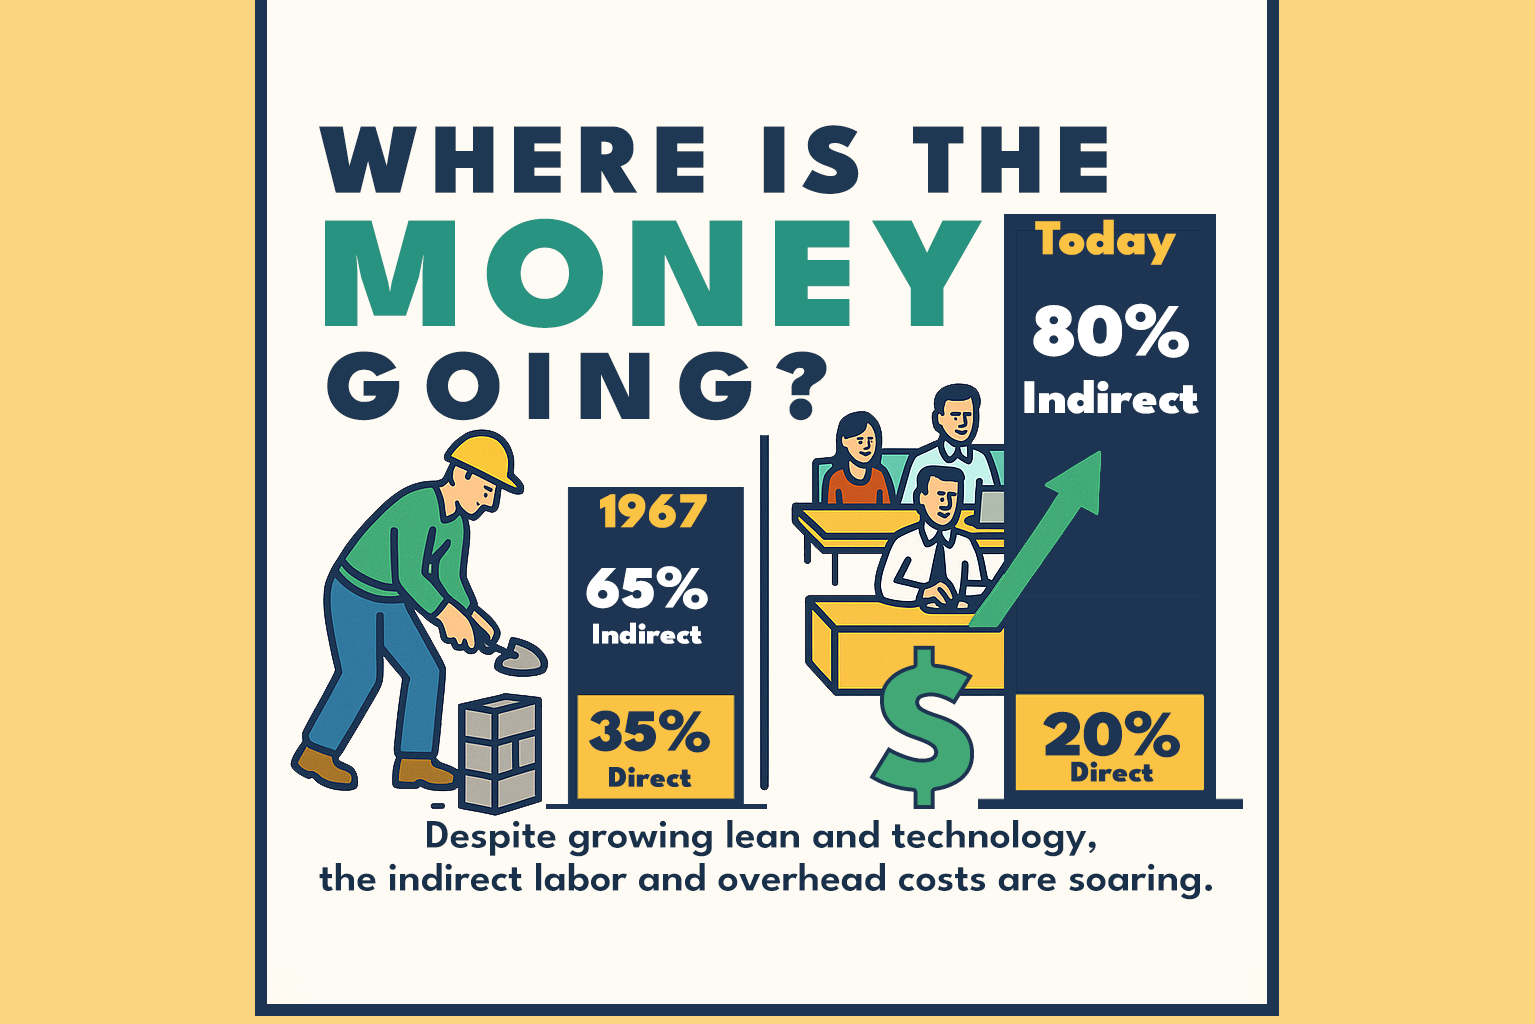 WHERE IS THE
MONEY
GOING?
1967
65%
Indirect
35%
Direct
Today
80%
Indirect
20%
Direct
$
Despite growing lean and technology,
the indirect labor and overhead costs are soaring.